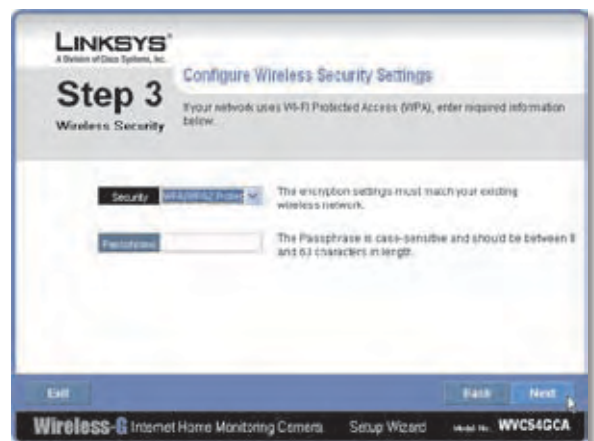 LINKSYS®
A Division of Cisco Systems, Inc.
Step 3
Wireless Security
Configure Wireless Security Settings
If your network uses Wi-Fi Protected Access (WPA), enter required information
below.
Security
The encryption settings must match your existing
wireless network.
Passphrase
The Passphrase is case-sensitive and should be between 8
and 63 characters in length.
Exit
Back
Next
Wireless-G Internet Home Monitoring Camera
Setup Wizard
Model No.
WVC54GCA